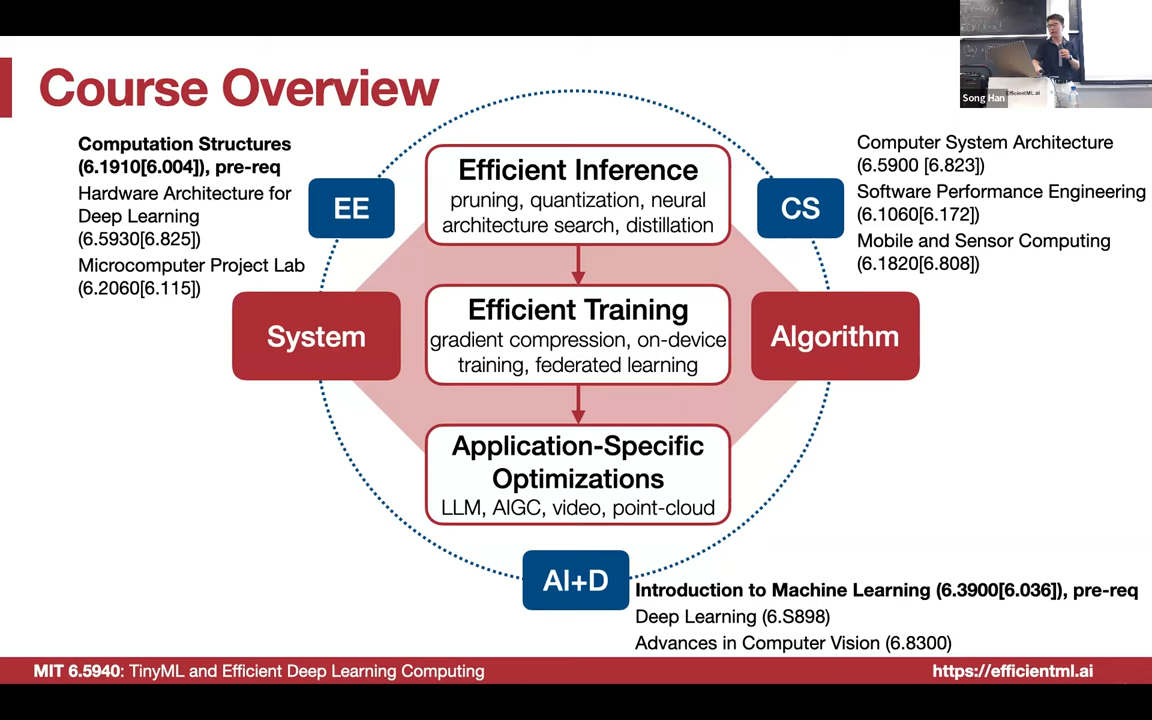 Course Overview
Song Han
EfficientML.ai
Computation Structures
(6.1910[6.004]), pre-req
Hardware Architecture for
Deep Learning
(6.5930[6.825])
Microcomputer Project Lab
(6.2060[6.115])
EE
Efficient Inference
pruning, quantization, neural
architecture search, distillation
CS
Computer System Architecture
(6.5900 [6.823])
Software Performance Engineering
(6.1060[6.172])
Mobile and Sensor Computing
(6.1820[6.808])
System
Efficient Training
gradient compression, on-device
training, federated learning
Algorithm
Application-Specific
Optimizations
LLM, AIGC, video, point-cloud
AI+D
Introduction to Machine Learning (6.3900[6.036]), pre-req
Deep Learning (6.S898)
Advances in Computer Vision (6.8300)
MIT 6.5940: TinyML and Efficient Deep Learning Computing
https://efficientml.ai